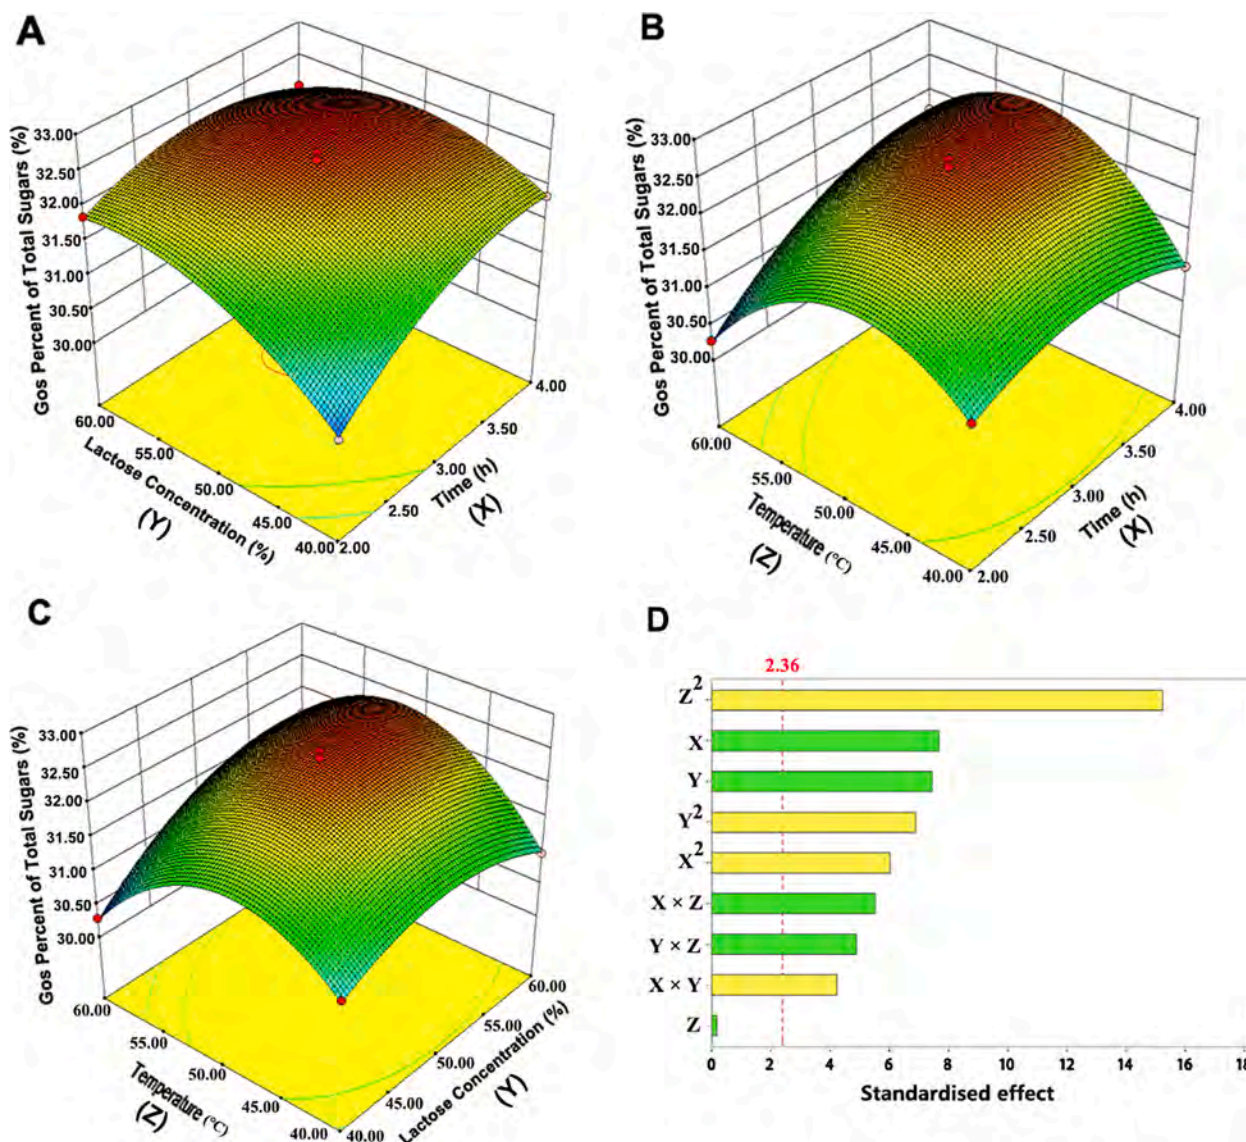 A
Gos Percent of Total Sugars (%)
33.00
32.50
32.00
31.50
31.00
30.50
30.00
60.00
55.00
50.00
45.00
40.00
Lactose Concentration (%)
(Y)
2.00
2.50
3.00
3.50
4.00
Time (h)
(X)
B
Gos Percent of Total Sugars (%)
33.00
32.50
32.00
31.50
31.00
30.50
30.00
60.00
55.00
50.00
45.00
40.00
Temperature (°C)
(Z)
2.00
2.50
3.00
3.50
4.00
Time (h)
(X)
C
Gos Percent of Total Sugars (%)
33.00
32.50
32.00
31.50
31.00
30.50
30.00
60.00
55.00
50.00
45.00
40.00
Temperature (°C)
(Z)
40.00
45.00
50.00
55.00
60.00
Lactose Concentration (%)
(Y)
D
2.36
Z²
X
Y
Y²
X²
X × Z
Y × Z
X × Y
Z
0 2 4 6 8 10 12 14 16 18
Standardised effect